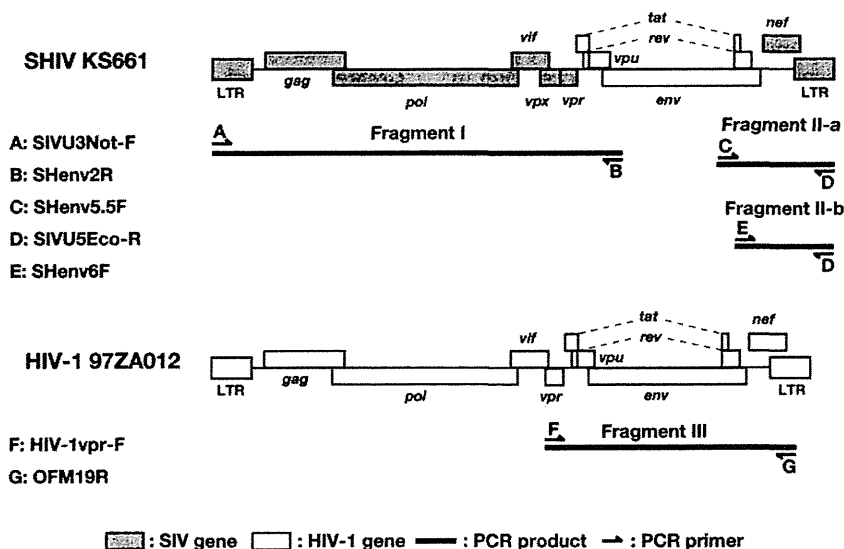 SHIV KS661
tat
rev
nef
vif
vpu
LTR
gag
pol
vpx
vpr
env
LTR
A: SIVU3Not-F
B: SHenv2R
C: SHenv5.5F
D: SIVU5Eco-R
E: SHenv6F
A
Fragment I
B
Fragment II-a
C
D
Fragment II-b
E
D
HIV-1 97ZA012
tat
rev
nef
vif
vpu
LTR
gag
pol
vpr
env
LTR
F: HIV-1vpr-F
G: OFM19R
F
Fragment III
G
: SIV gene : HIV-1 gene : PCR product : PCR primer